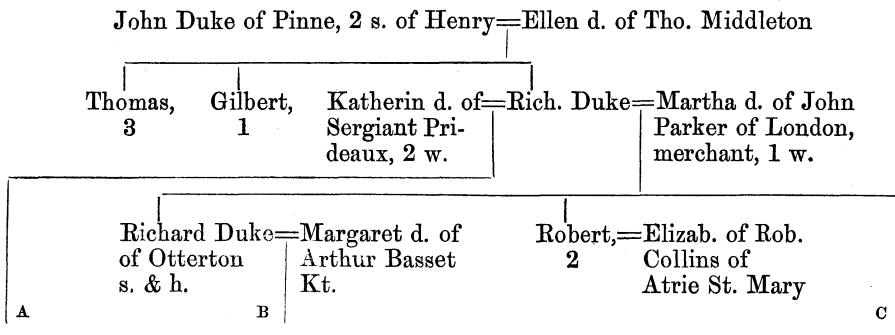 John Duke of Pinne, 2 s. of Henry=Ellen d. of Tho. Middleton
Thomas, Gilbert, Katherin d. of=Rich. Duke=Martha d. of John
3 1 Sergiant Pri- Parker of London,
deaux, 2 w. merchant, 1 w.
Richard Duke=Margaret d. of Robert,=Elizab. of Rob.
of Otterton Arthur Basset 2 Collins of
s. & h. Kt. Atrie St. Mary
A B C